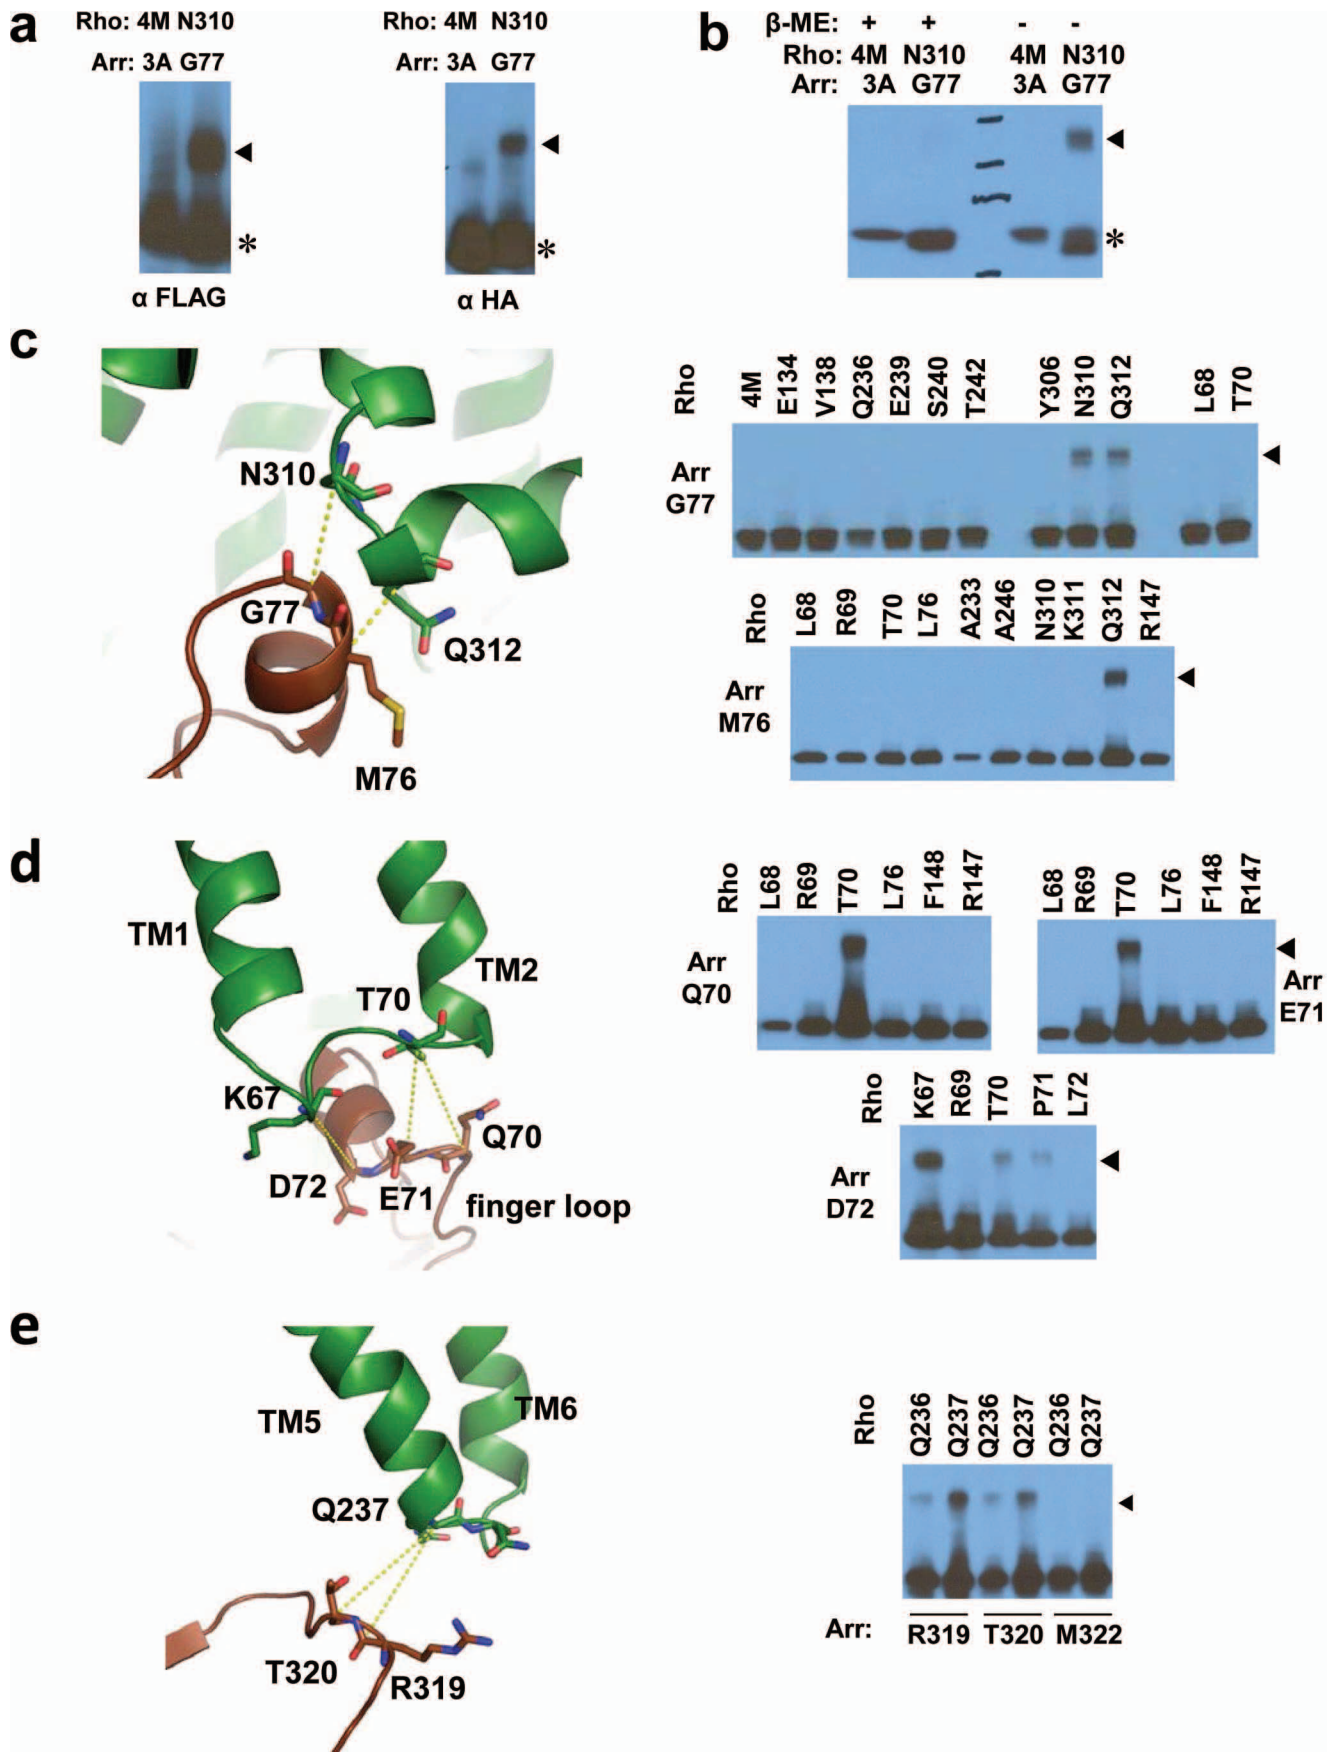 a
Rho: 4M N310
Arr: 3A G77
*
α FLAG
Rho: 4M N310
Arr: 3A G77
*
α HA
b
β-ME: + + - -
Rho: 4M N310 4M N310
Arr: 3A G77 3A G77
*
c
N310
G77
Q312
M76
Rho 4M E134 V138 Q236 E239 S240 T242 Y306 N310 Q312 L68 T70
Arr
G77
Rho L68 R69 T70 L76 A233 A246 N310 K311 Q312 R147
Arr
M76
d
TM1
TM2
T70
K67
Q70
D72
E71
finger loop
Rho L68 R69 T70 L76 F148 R147
Arr
Q70
L68 R69 T70 L76 F148 R147
Arr
E71
Rho K67 R69 T70 P71 L72
Arr
D72
e
TM5
TM6
Q237
T320
R319
Rho Q236 Q237 Q236 Q237 Q236 Q237
Arr: R319 T320 M322